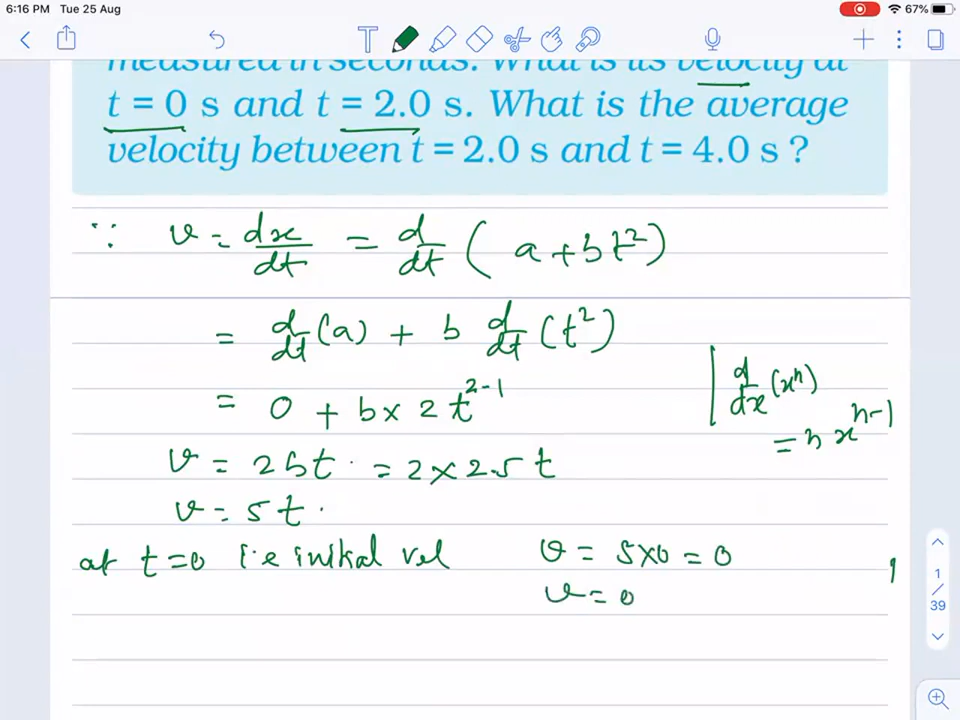 6:16 PM Tue 25 Aug 67%
measured in seconds. What is its velocity at
t = 0 s and t = 2.0 s. What is the average
velocity between t = 2.0 s and t = 4.0 s ?
∵ v = dx/dt = d/dt ( a + bt²)
= d/dt (a) + b d/dt (t²)
= 0 + b × 2 t²⁻¹
| d/dx (xⁿ)
= n xⁿ⁻¹
v = 2bt . = 2 × 2.5 t
v = 5t .
at t = 0 i.e initial vel v = 5×0 = 0
v = 0
1
/
39